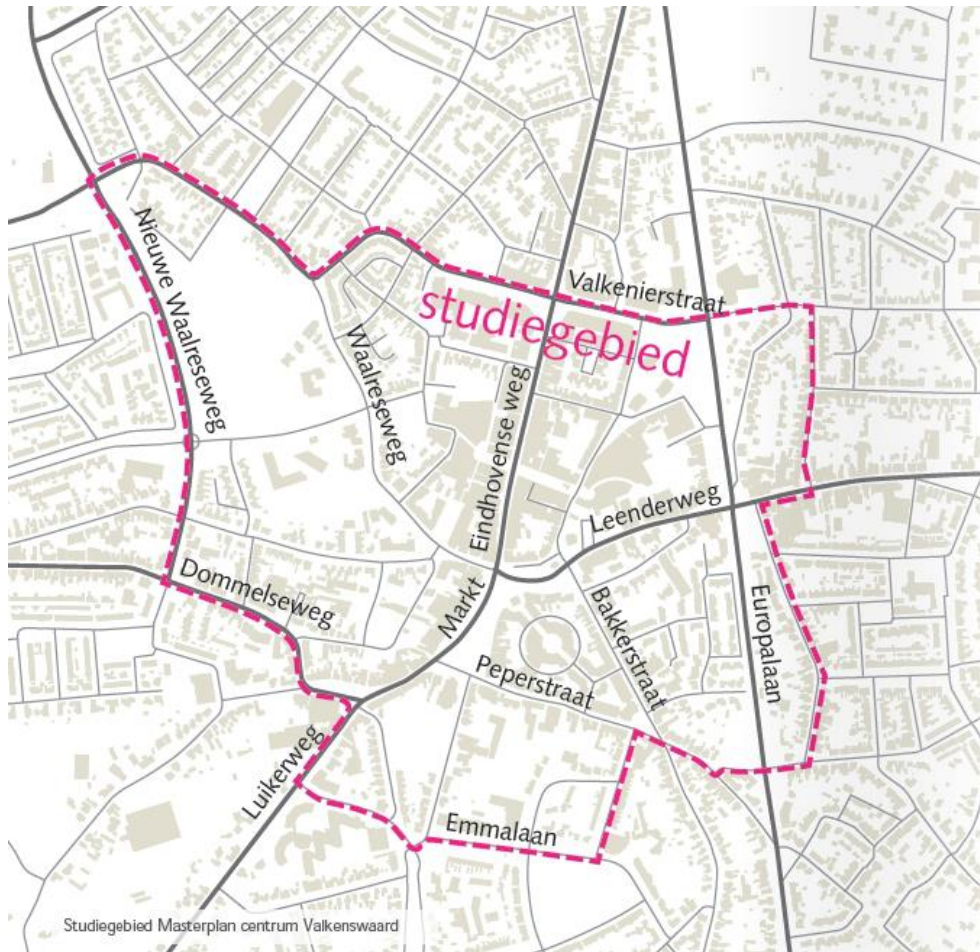 Nieuwe Waalreseweg
Valkenierstraat
studiegebied
Waalreseweg
Eindhovense weg
Leenderweg
Dommelseweg
Markt
Bakkerstraat
Europalaan
Peperstraat
Luikerweg
Emmalaan
Studiegebied Masterplan centrum Valkenswaard